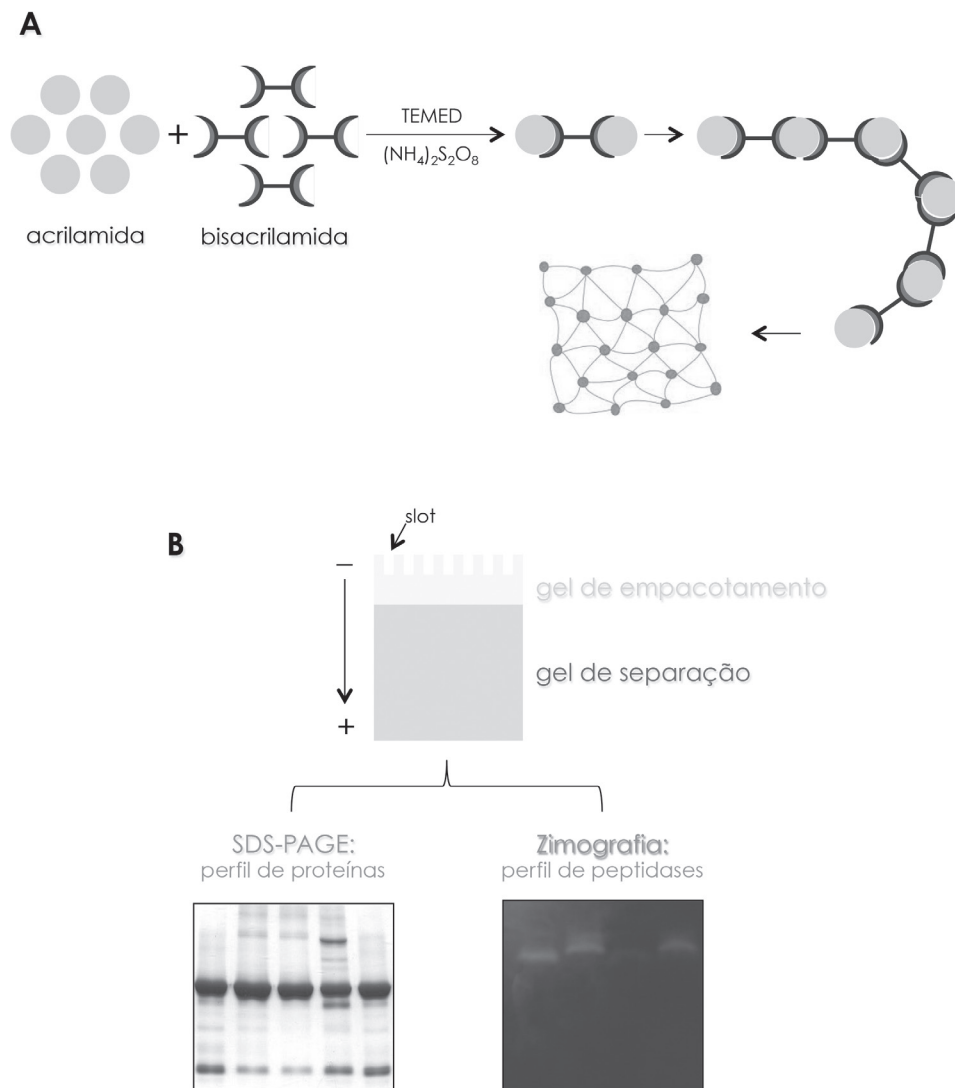 A
+
TEMED
(NH4)2S2O8
acrilamida
bisacrilamida
B
slot
−
gel de empacotamento
gel de separação
+
SDS-PAGE:
perfil de proteínas
Zimografia:
perfil de peptidases